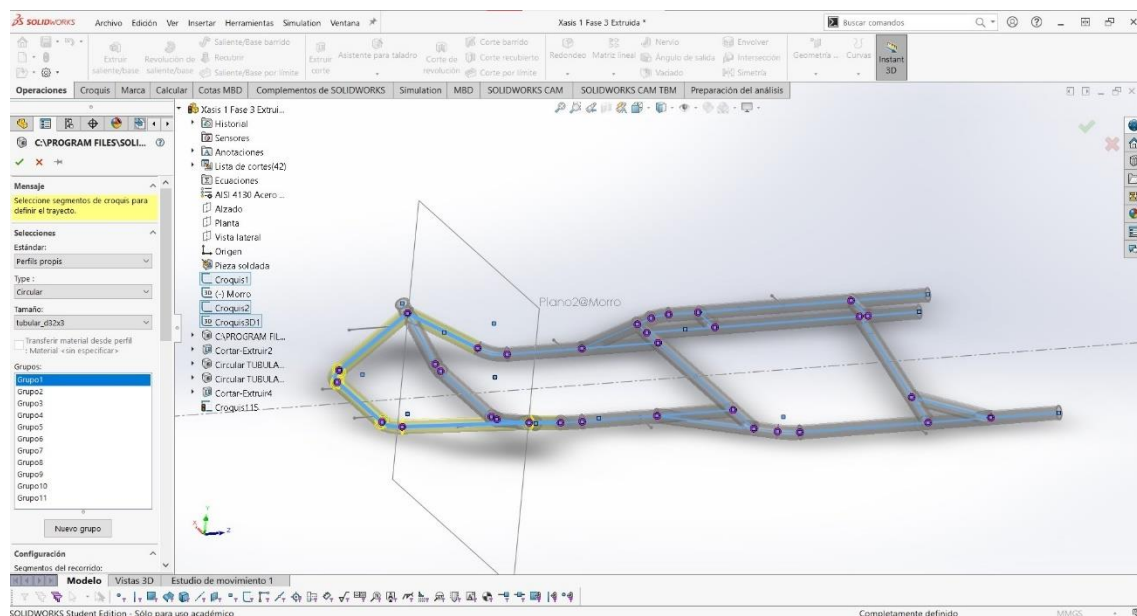 SOLIDWORKS Archivo Edición Ver Insertar Herramientas Simulation Ventana Xasis 1 Fase 3 Extruida * Buscar comandos
Extruir saliente/base
Revolución de saliente/base
Saliente/Base barrido
Recubrir
Saliente/Base por límite
Extruir corte
Asistente para taladro
Corte de revolución
Corte barrido
Corte recubierto
Corte por límite
Redondeo
Matriz lineal
Nervio
Ángulo de salida
Vaciado
Envolver
Intersección
Simetría
Geometría ...
Curvas
Instant 3D
Operaciones Croquis Marca Calcular Cotas MBD Complementos de SOLIDWORKS Simulation MBD SOLIDWORKS CAM SOLIDWORKS CAM TBM Preparación del análisis
C:\PROGRAM FILES\SOLI...
Mensaje
Seleccione segmentos de croquis para
definir el trayecto.
Selecciones
Estándar:
Perfils propis
Type :
Circular
Tamaño:
tubular_d32x3
Transferir material desde perfil
: Material <sin especificar>
Grupos:
Grupo1
Grupo2
Grupo3
Grupo4
Grupo5
Grupo6
Grupo7
Grupo8
Grupo9
Grupo10
Grupo11
Nuevo grupo
Configuración
Segmentos del recorrido:
Xasis 1 Fase 3 Extrui...
Historial
Sensores
Anotaciones
Lista de cortes(42)
Ecuaciones
AISI 4130 Acero ...
Alzado
Planta
Vista lateral
Origen
Pieza soldada
Croquis1
(-) Morro
Croquis2
Croquis3D1
C:\PROGRAM FIL...
Cortar-Extruir2
Circular TUBULA...
Circular TUBULA...
Cortar-Extruir4
Croquis115
Plano2@Morro
Modelo Vistas 3D Estudio de movimiento 1
SOLIDWORKS Student Edition - Sólo para uso académico Completamente definido MMGS